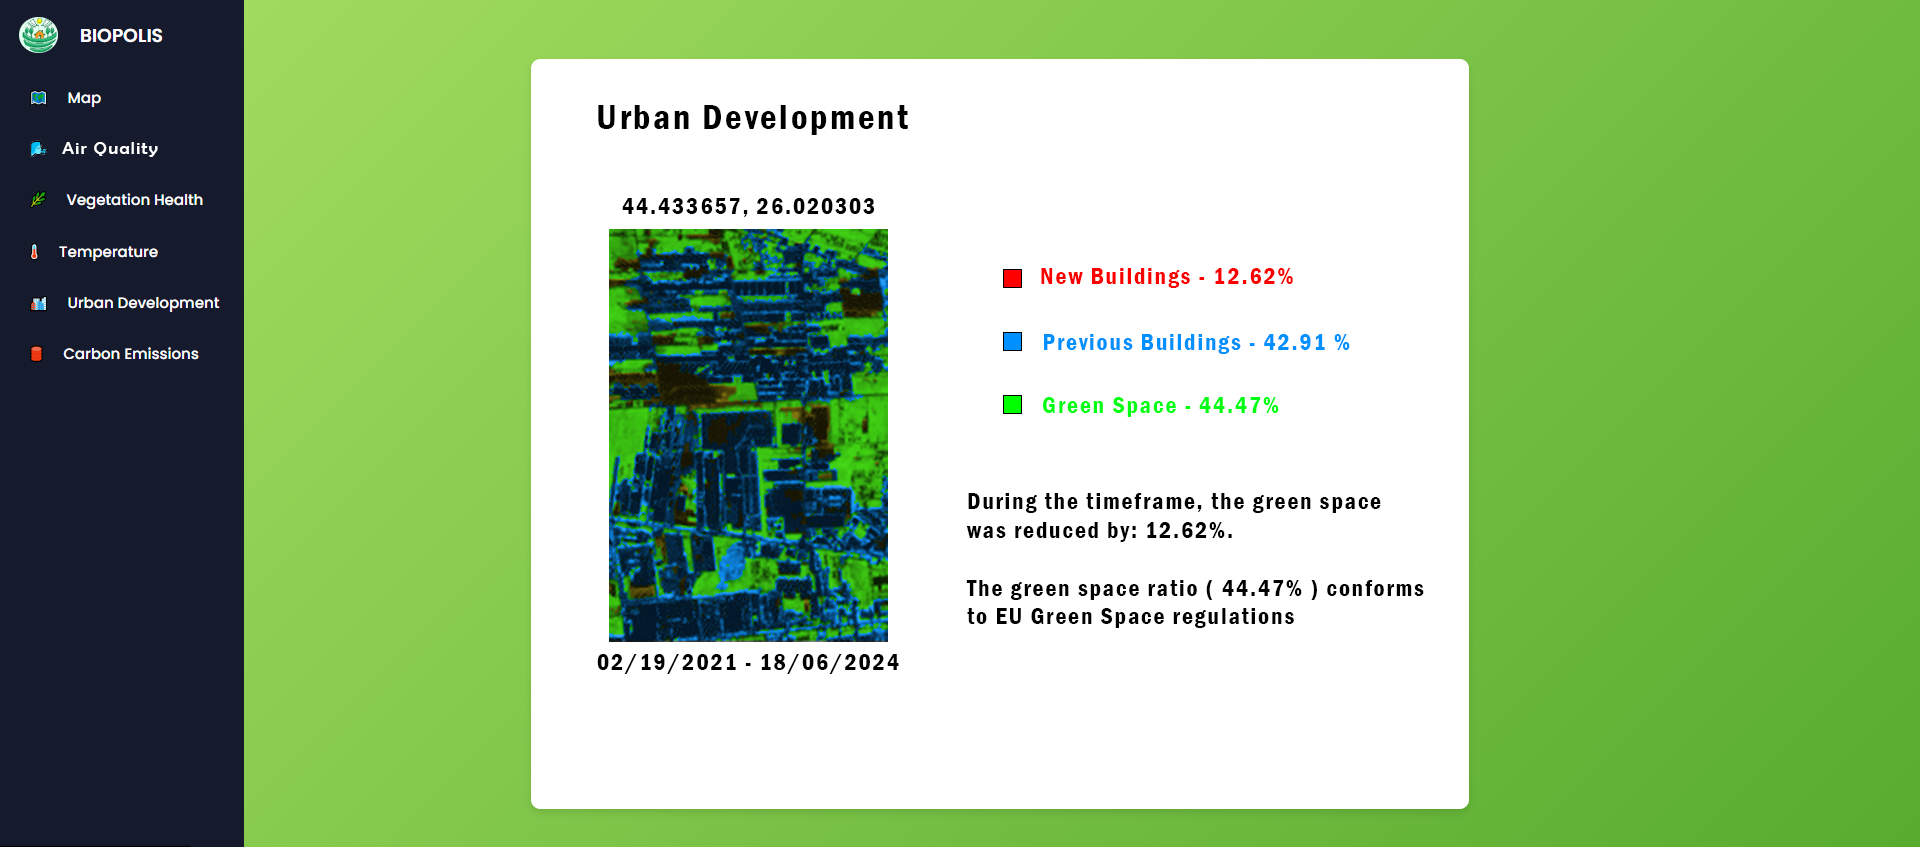 BIOPOLIS
Map
Air Quality
Vegetation Health
Temperature
Urban Development
Carbon Emissions
Urban Development
44.433657, 26.020303
02/19/2021 - 18/06/2024
New Buildings - 12.62%
Previous Buildings - 42.91 %
Green Space - 44.47%
During the timeframe, the green space
was reduced by: 12.62%.
The green space ratio ( 44.47% ) conforms
to EU Green Space regulations